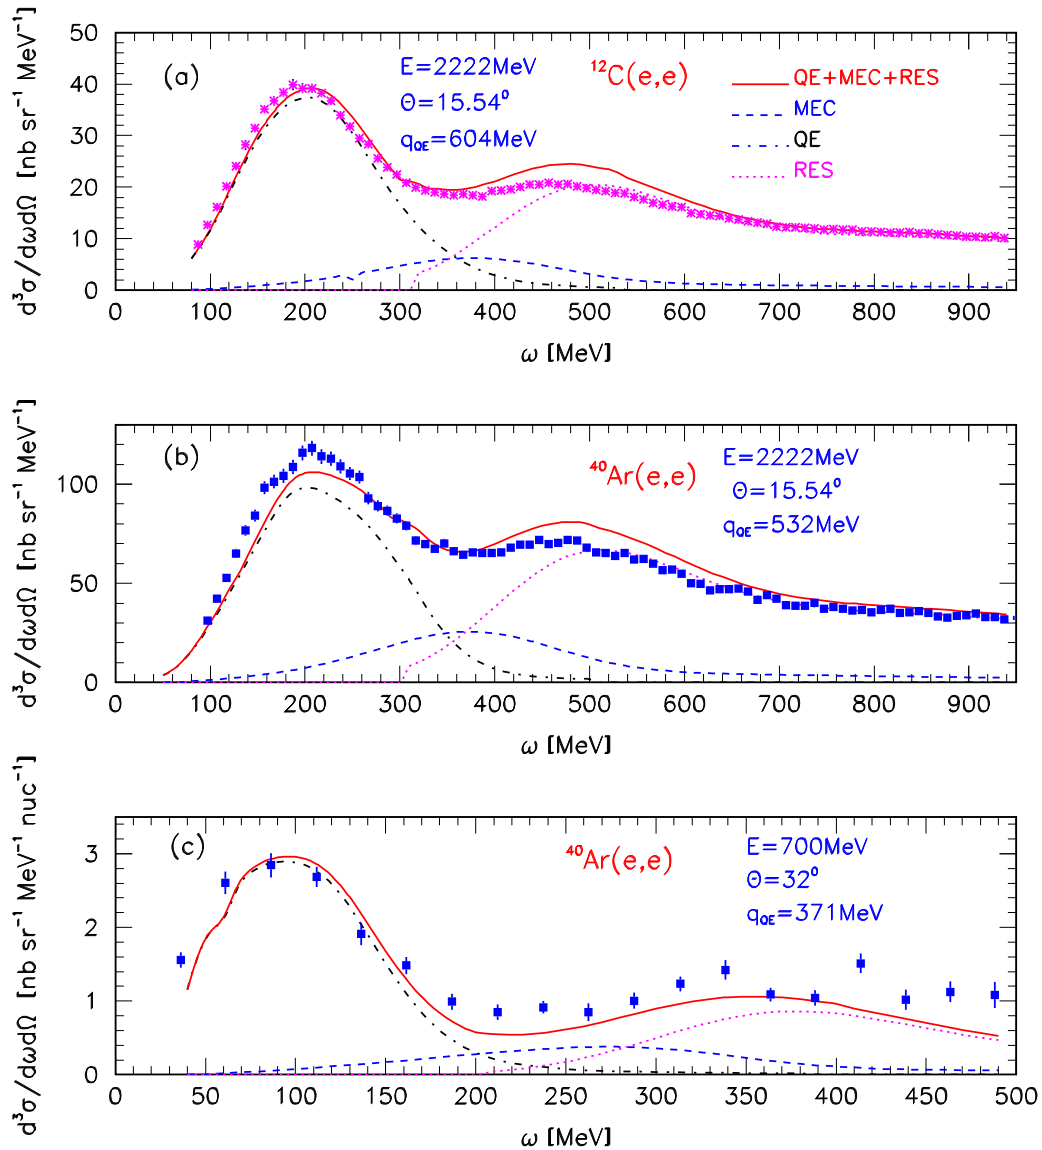 (a)
E=2222MeV
Θ=15.54⁰
q_QE=604MeV
¹²C(e,e)
QE+MEC+RES
MEC
QE
RES
d³σ/dωdΩ [nb sr⁻¹ MeV⁻¹]
50
40
30
20
10
0
0 100 200 300 400 500 600 700 800 900
ω [MeV]
(b)
⁴⁰Ar(e,e)
E=2222MeV
Θ=15.54⁰
q_QE=532MeV
d³σ/dωdΩ [nb sr⁻¹ MeV⁻¹]
100
50
0
0 100 200 300 400 500 600 700 800 900
ω [MeV]
(c)
⁴⁰Ar(e,e)
E=700MeV
Θ=32⁰
q_QE=371MeV
d³σ/dωdΩ [nb sr⁻¹ MeV⁻¹ nuc⁻¹]
3
2
1
0
0 50 100 150 200 250 300 350 400 450 500
ω [MeV]